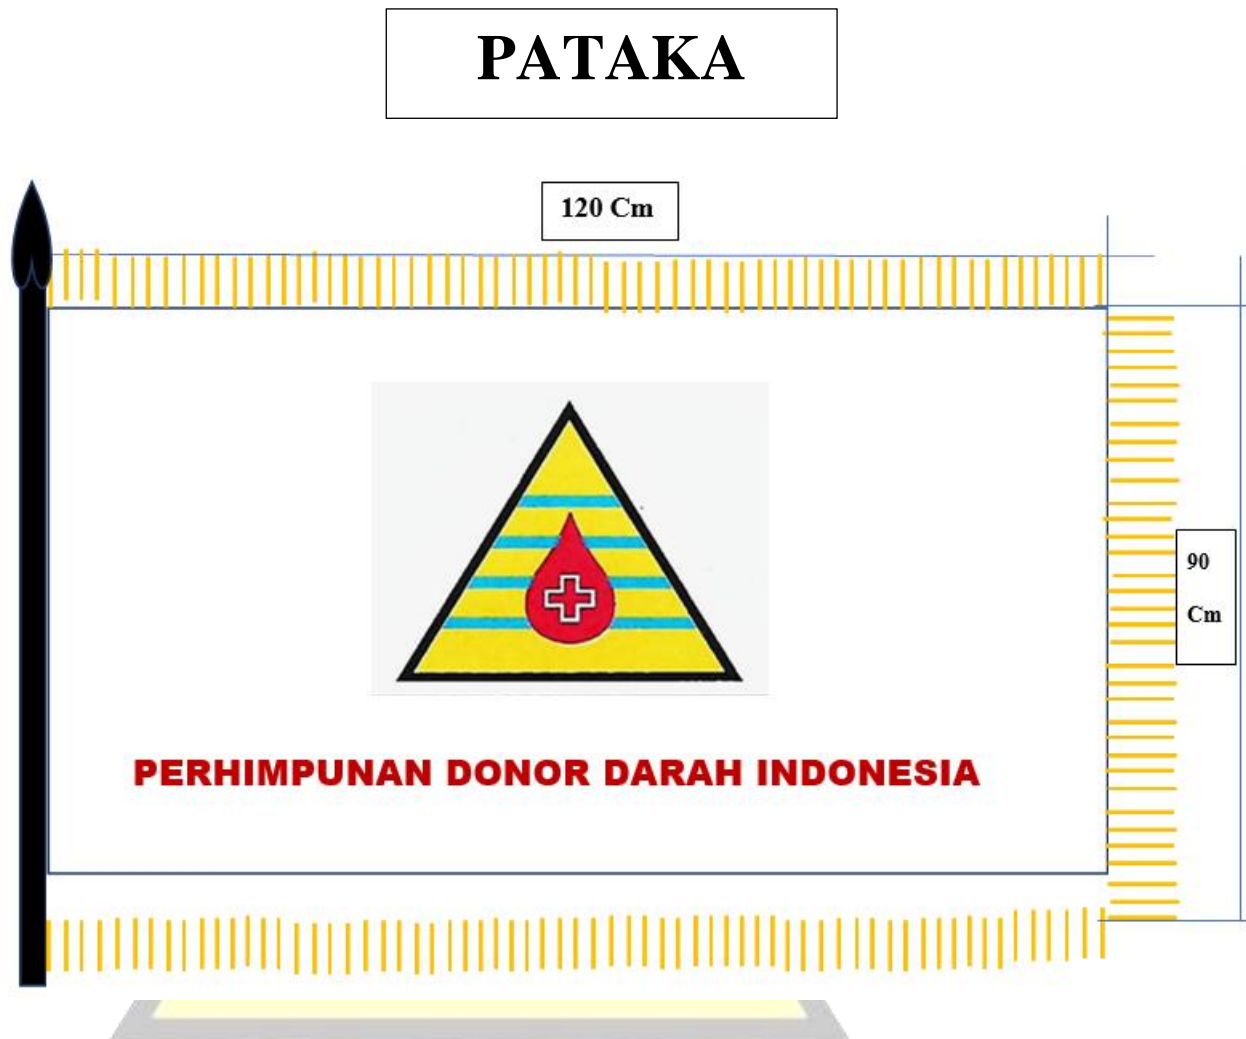 PATAKA
120 Cm
90
Cm
PERHIMPUNAN DONOR DARAH INDONESIA